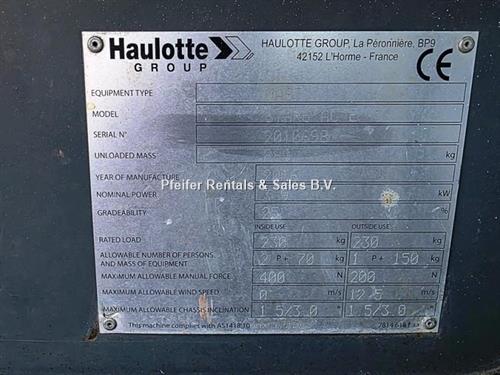 Haulotte GROUP
HAULOTTE GROUP, La Péronnière, BP9
42152 L'Horme - France
CE
EQUIPMENT TYPE
MODEL
SERIAL N° 2010698
UNLOADED MASS kg
YEAR OF MANUFACTURE
Pfeifer Rentals & Sales B.V.
NOMINAL POWER kW
GRADEABILITY %
INSIDE USE OUTSIDE USE
RATED LOAD 230 kg 230 kg
ALLOWABLE NUMBER OF PERSONS, AND MASS OF EQUIPMENT 2 P + 70 kg 1 P + 150 kg
MAXIMUM ALLOWABLE MANUAL FORCE 400 N 200 N
MAXIMUM ALLOWABLE WIND SPEED 0 m/s 12.5 m/s
MAXIMUM ALLOWABLE CHASSIS INCLINATION 1.5/3.0 ° 1.5/3.0 °
This machine complies with AS1418.10